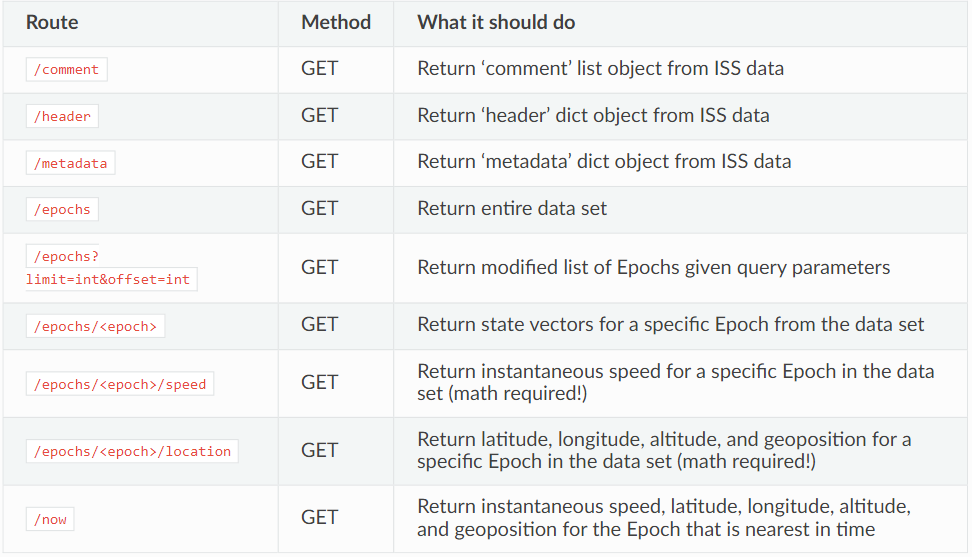 Route Method What it should do
/comment GET Return ‘comment’ list object from ISS data
/header GET Return ‘header’ dict object from ISS data
/metadata GET Return ‘metadata’ dict object from ISS data
/epochs GET Return entire data set
/epochs?
limit=int&offset=int GET Return modified list of Epochs given query parameters
/epochs/<epoch> GET Return state vectors for a specific Epoch from the data set
/epochs/<epoch>/speed GET Return instantaneous speed for a specific Epoch in the data
set (math required!)
/epochs/<epoch>/location GET Return latitude, longitude, altitude, and geoposition for a
specific Epoch in the data set (math required!)
/now GET Return instantaneous speed, latitude, longitude, altitude,
and geoposition for the Epoch that is nearest in time